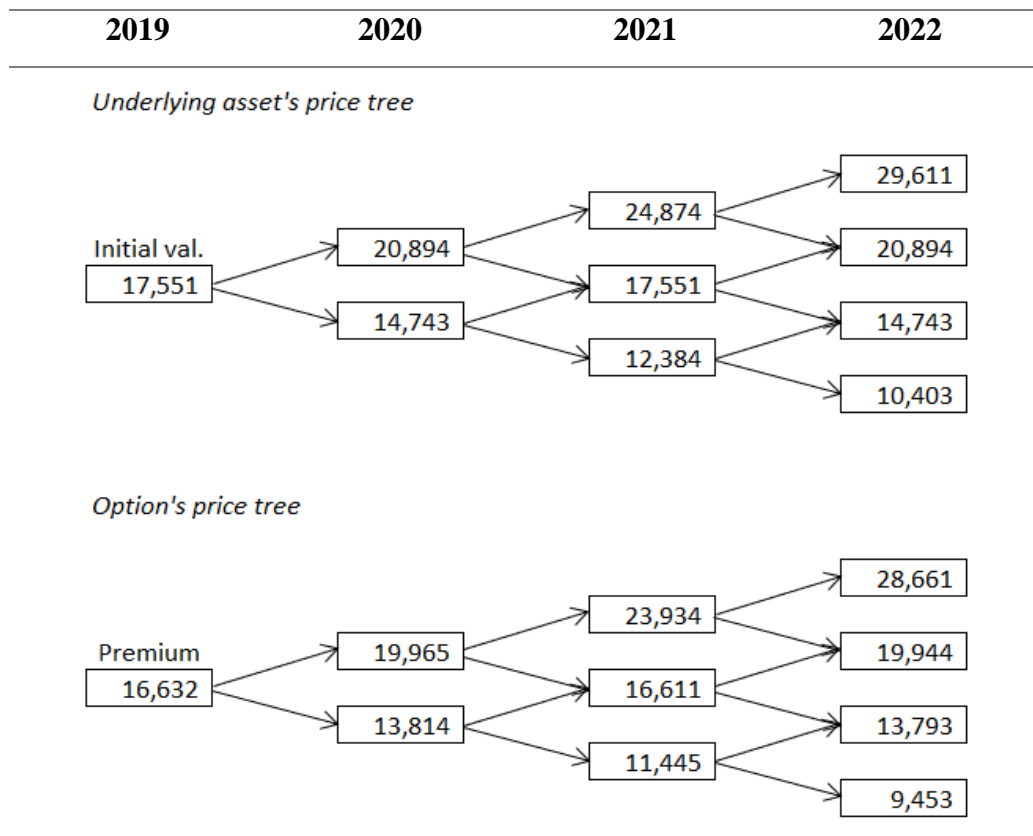 2019 2020 2021 2022
Underlying asset's price tree
29,611
24,874
Initial val. 20,894 20,894
17,551 17,551
14,743 14,743
12,384
10,403
Option's price tree
28,661
23,934
Premium 19,965 19,944
16,632 16,611
13,814 13,793
11,445
9,453